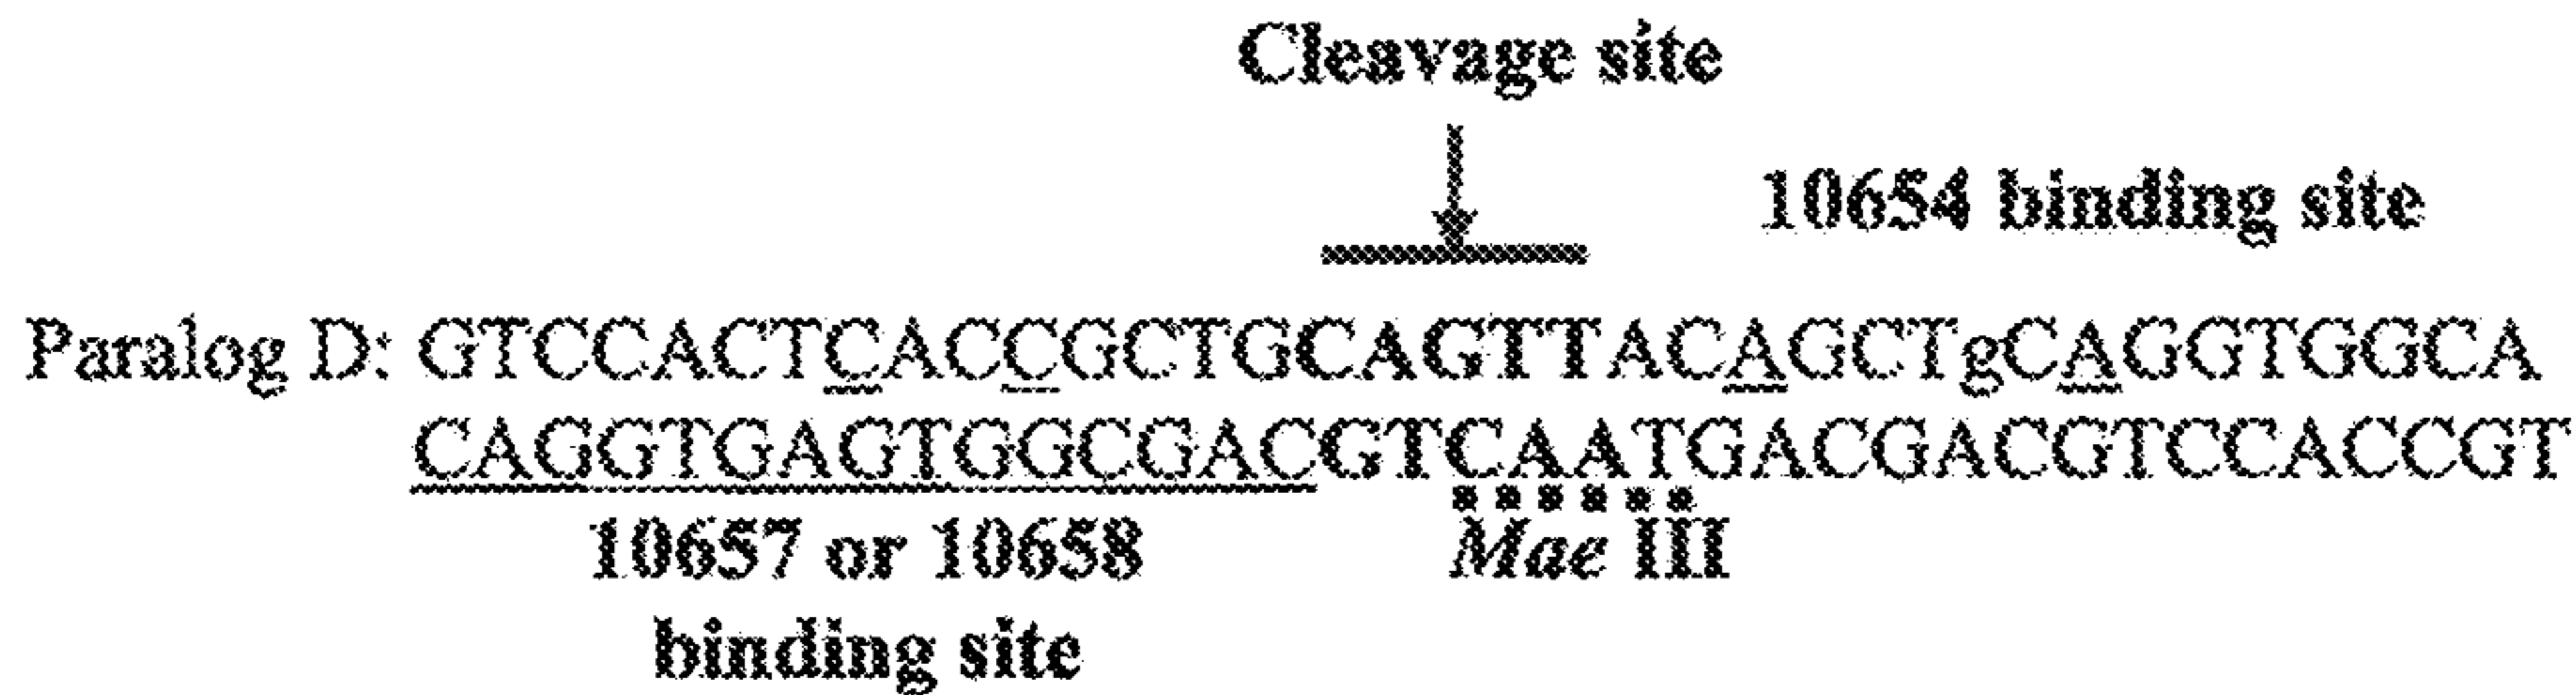 Cleavage site
10654 binding site
Paralog D: GTCCACTCACCGCTGCAGTTACAGCTgCAGGTGGCA
CAGGTGAGTGGCGACGTCAATGACGACGTCCACCGT
10657 or 10658 Mae III
binding site